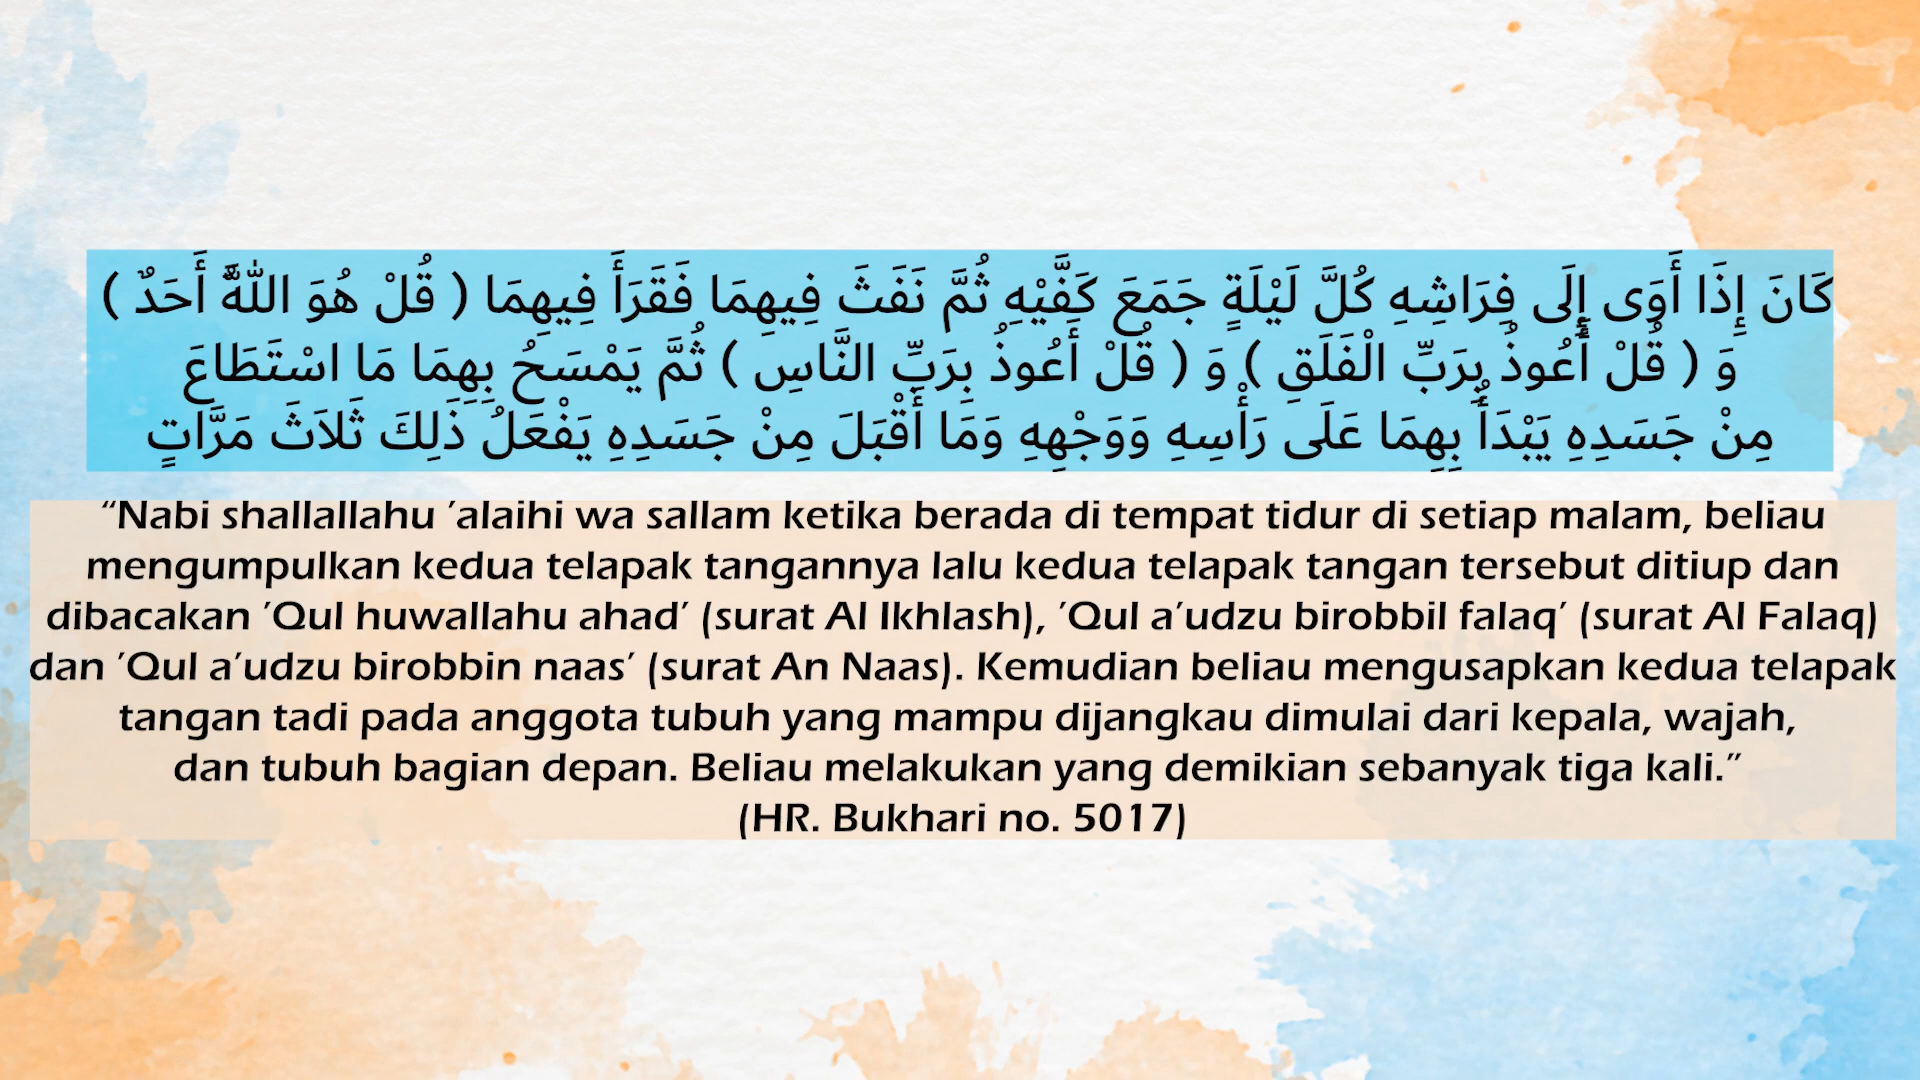 كَانَ إِذَا أَوَى إِلَى فِرَاشِهِ كُلَّ لَيْلَةٍ جَمَعَ كَفَّيْهِ ثُمَّ نَفَثَ فِيهِمَا فَقَرَأَ فِيهِمَا ( قُلْ هُوَ اللَّهُ أَحَدٌ )
وَ ( قُلْ أَعُوذُ بِرَبِّ الْفَلَقِ ) وَ ( قُلْ أَعُوذُ بِرَبِّ النَّاسِ ) ثُمَّ يَمْسَحُ بِهِمَا مَا اسْتَطَاعَ
مِنْ جَسَدِهِ يَبْدَأُ بِهِمَا عَلَى رَأْسِهِ وَوَجْهِهِ وَمَا أَقْبَلَ مِنْ جَسَدِهِ يَفْعَلُ ذَلِكَ ثَلاَثَ مَرَّاتٍ
“Nabi shallallahu ’alaihi wa sallam ketika berada di tempat tidur di setiap malam, beliau
mengumpulkan kedua telapak tangannya lalu kedua telapak tangan tersebut ditiup dan
dibacakan ’Qul huwallahu ahad’ (surat Al Ikhlash), ’Qul a’udzu birobbil falaq’ (surat Al Falaq)
dan ’Qul a’udzu birobbin naas’ (surat An Naas). Kemudian beliau mengusapkan kedua telapak
tangan tadi pada anggota tubuh yang mampu dijangkau dimulai dari kepala, wajah,
dan tubuh bagian depan. Beliau melakukan yang demikian sebanyak tiga kali.”
(HR. Bukhari no. 5017)